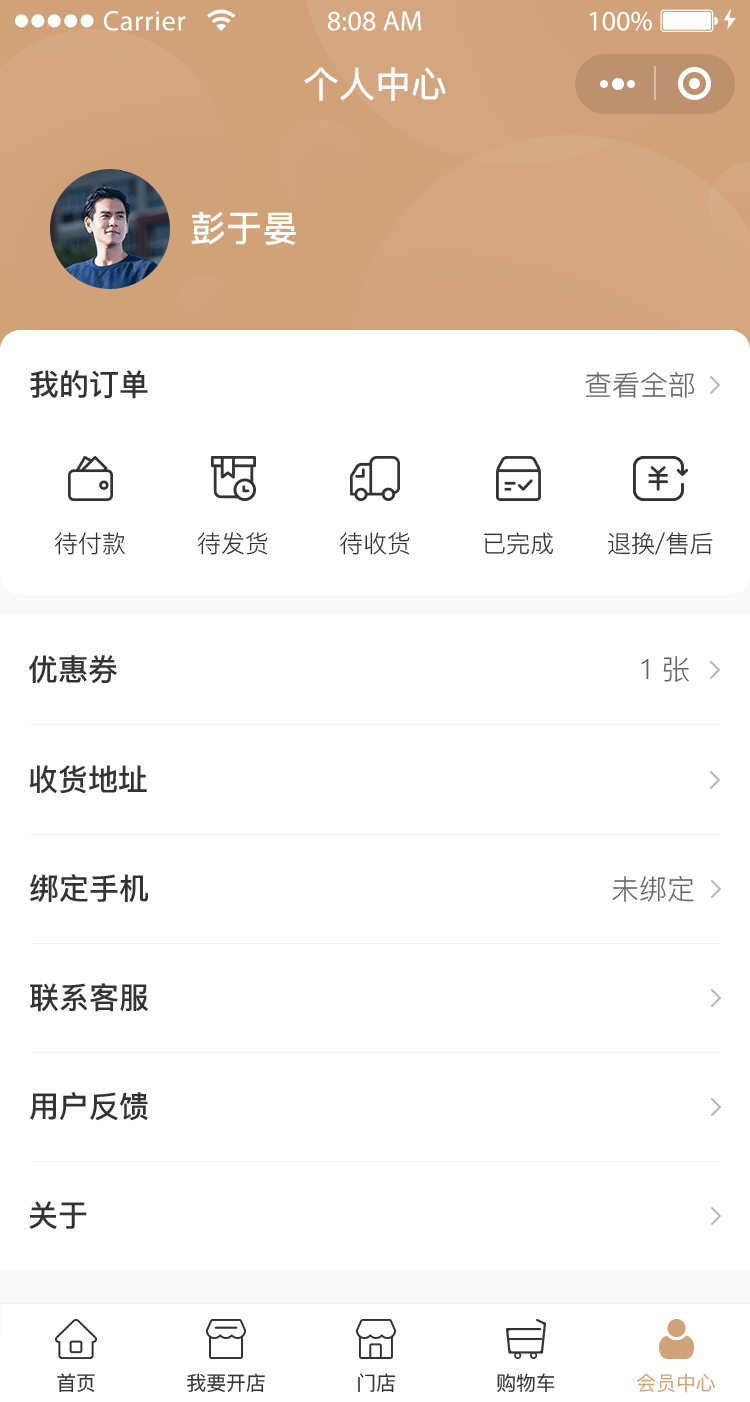 Carrier 8:08 AM 100%
个人中心
彭于晏
我的订单 查看全部
待付款 待发货 待收货 已完成 退换/售后
优惠券 1 张
收货地址
绑定手机 未绑定
联系客服
用户反馈
关于
首页 我要开店 门店 购物车 会员中心